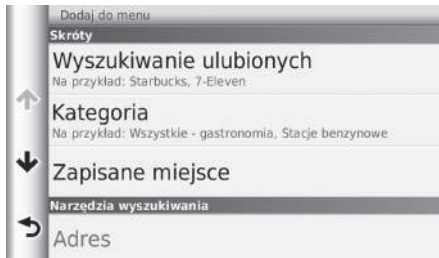 Dodaj do menu
Skróty
Wyszukiwanie ulubionych
Na przykład: Starbucks, 7-Eleven
Kategoria
Na przykład: Wszystkie - gastronomia, Stacje benzynowe
Zapisane miejsce
Narzędzia wyszukiwania
Adres